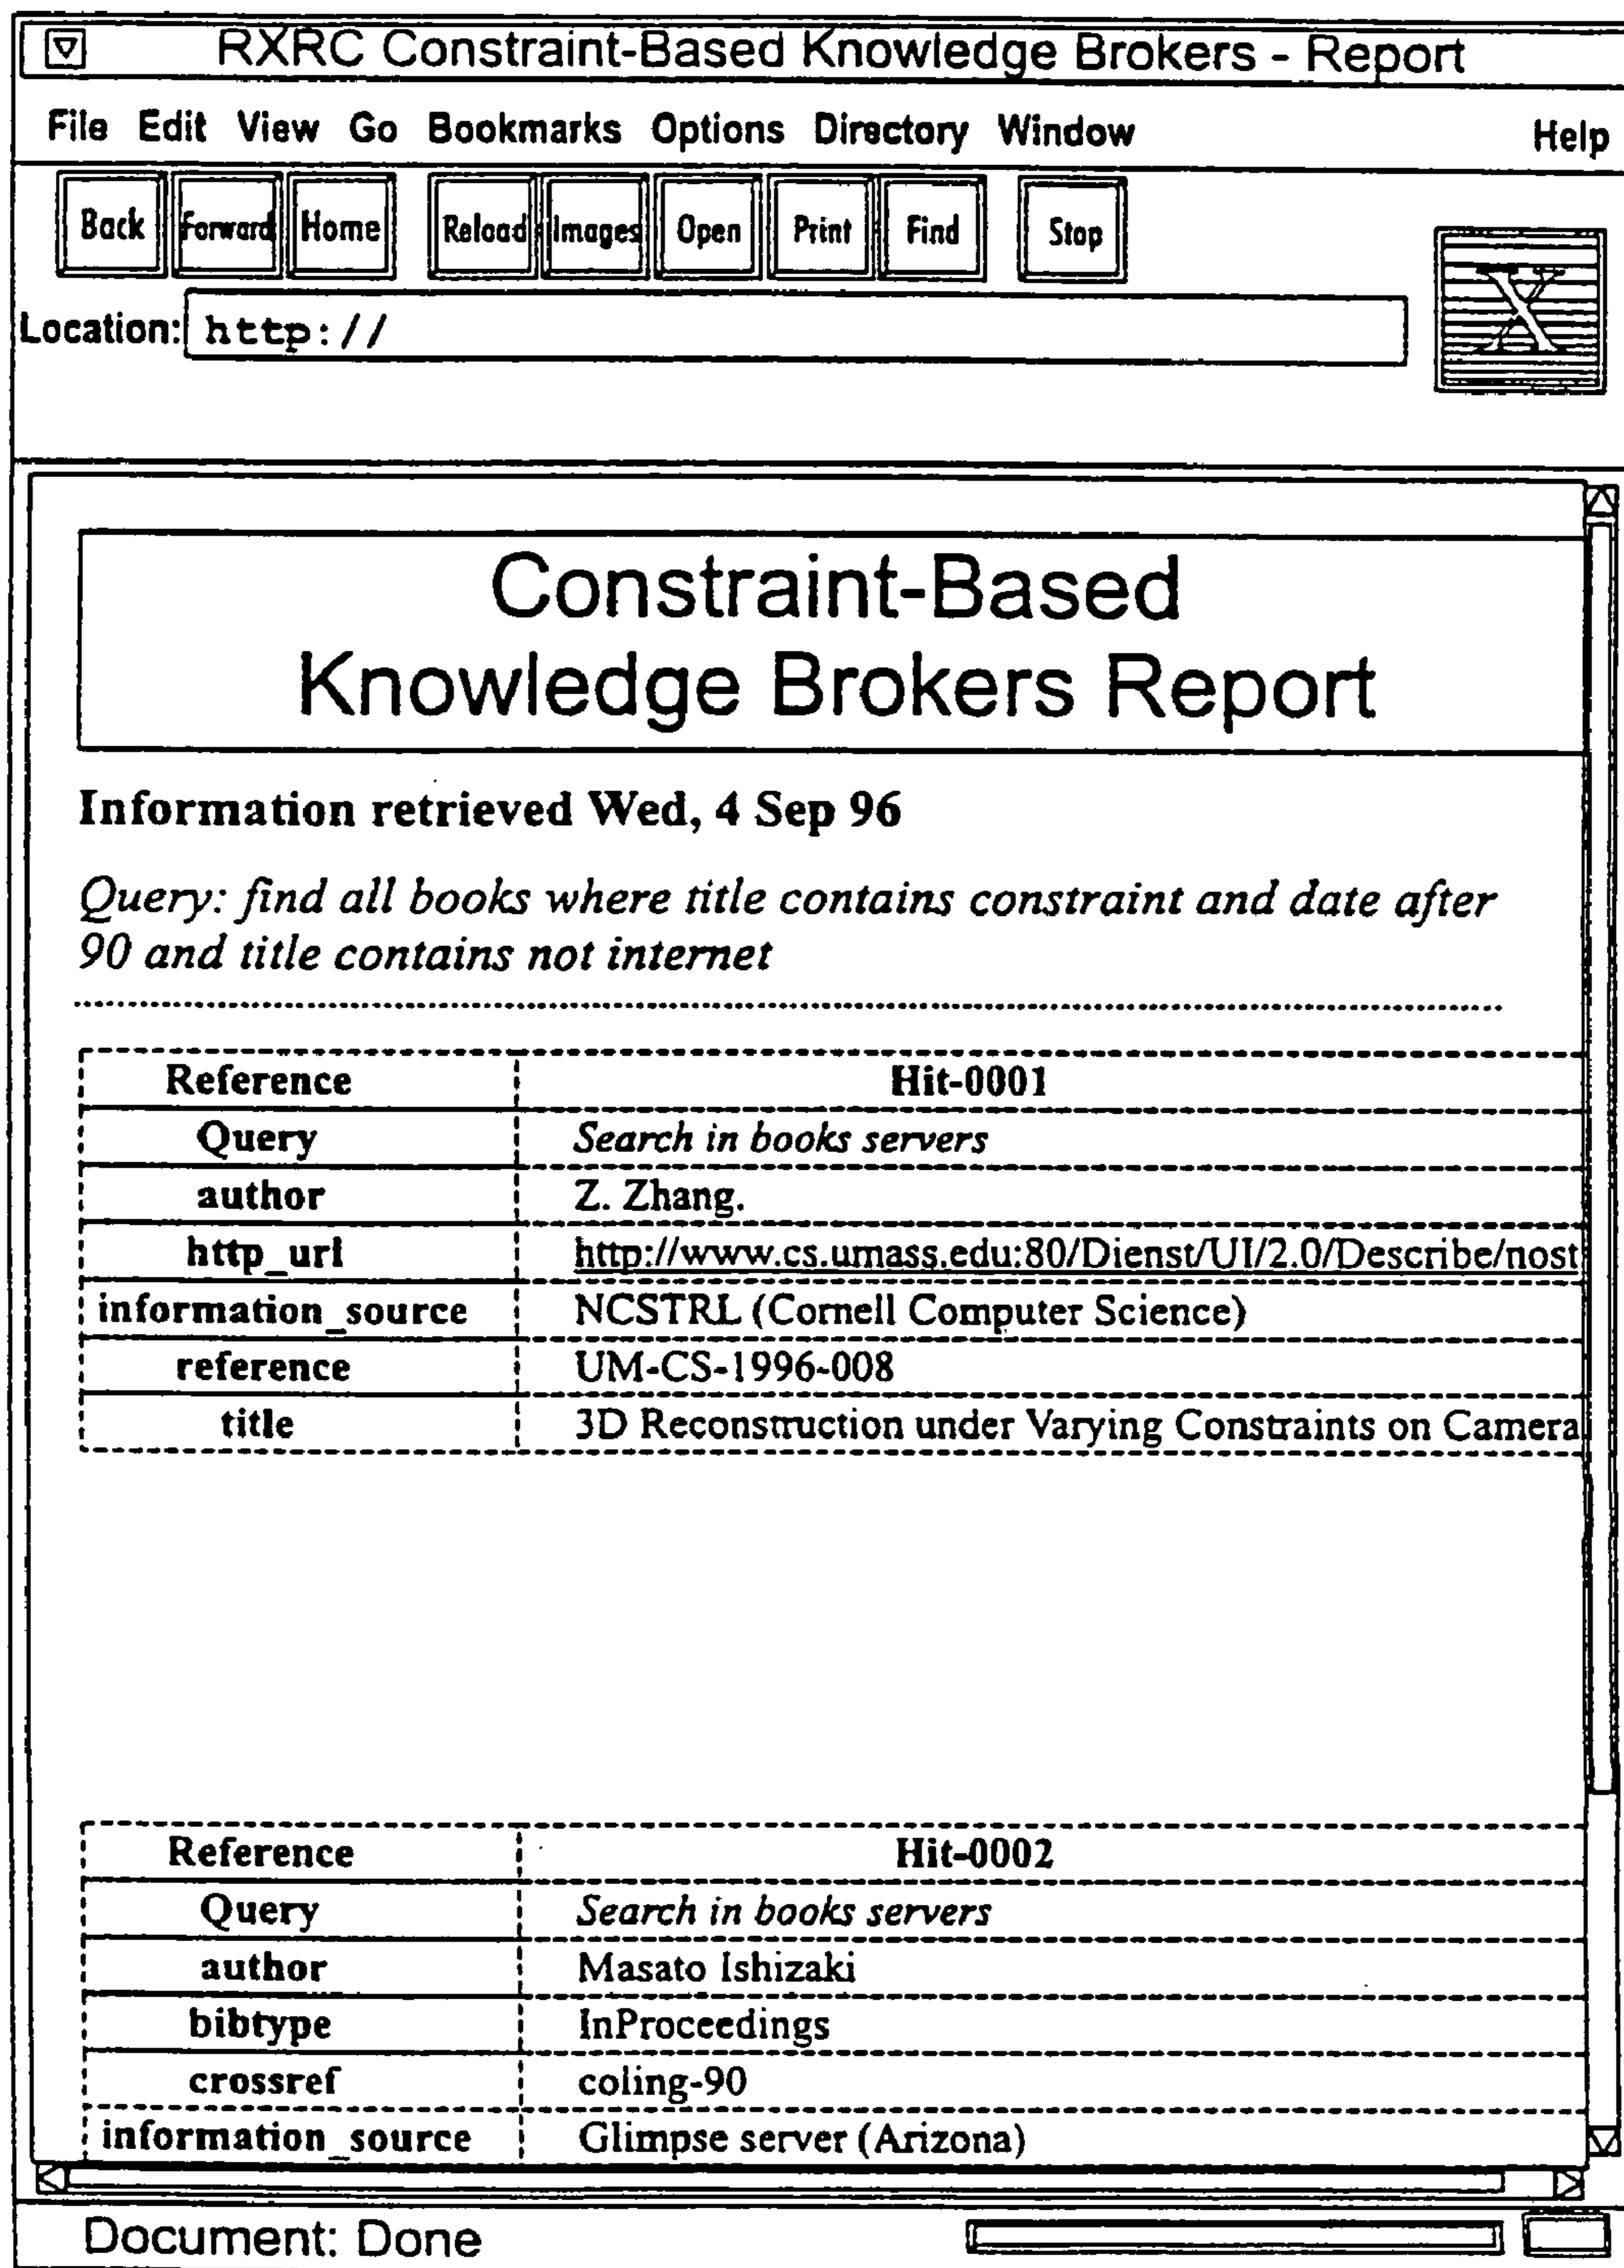 RXRC Constraint-Based Knowledge Brokers - Report
File Edit View Go Bookmarks Options Directory Window Help
Back Forward Home Reload Images Open Print Find Stop
X
Location: http://
Constraint-Based
Knowledge Brokers Report
Information retrieved Wed, 4 Sep 96
Query: find all books where title contains constraint and date after
90 and title contains not internet
Reference Hit-0001
Query Search in books servers
author Z. Zhang.
http_url http://www.cs.umass.edu:80/Dienst/UI/2.0/Describe/nost
information_source NCSTRL (Cornell Computer Science)
reference UM-CS-1996-008
title 3D Reconstruction under Varying Constraints on Camera
Reference Hit-0002
Query Search in books servers
author Masato Ishizaki
bibtype InProceedings
crossref coling-90
information_source Glimpse server (Arizona)
Document: Done